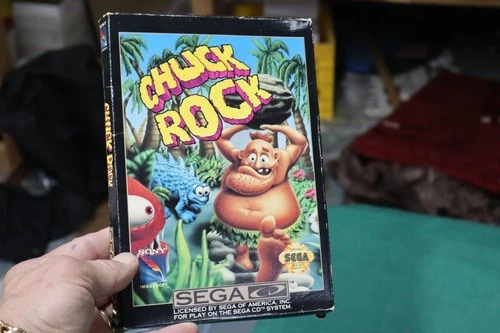 CHUCK
ROCK
CHUCK ROCK
SONY
IMAGESOFT
SEGA
SEGA CD
LICENSED BY SEGA OF AMERICA, INC.
FOR PLAY ON THE SEGA CD™ SYSTEM.